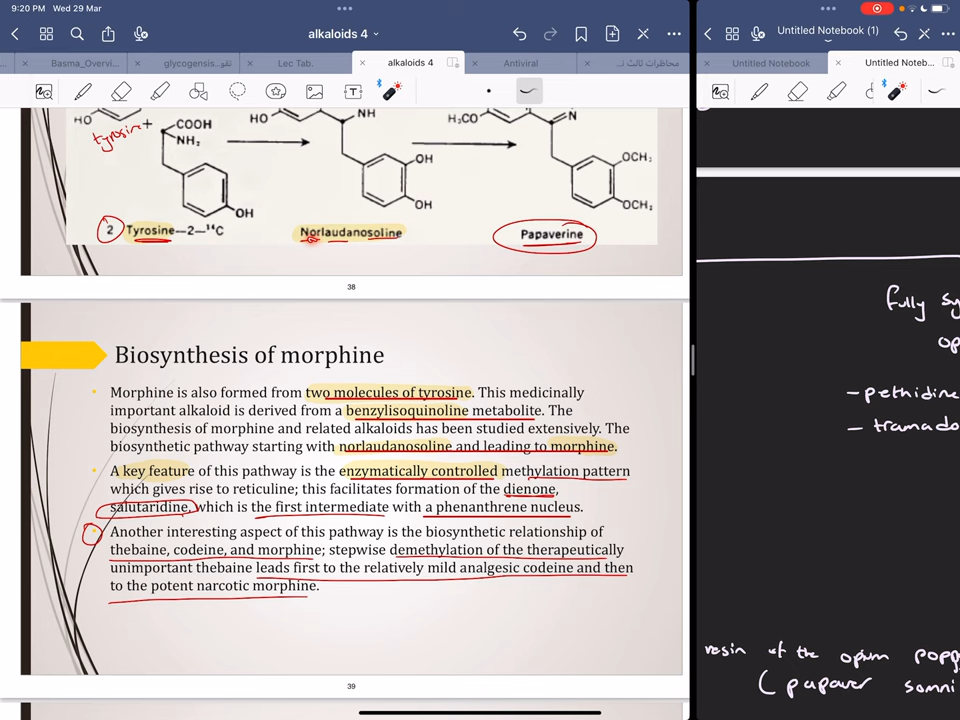 9:20 PM Wed 29 Mar
alkaloids 4
Untitled Notebook (1)
Basma_Overvi...
Lec Tab.
alkaloids 4
Antiviral
محاظرات ثالث نـ...
Untitled Notebook
Untitled Noteb...
HO
tyrosine +
COOH
NH₂
OH
2 Tyrosine—2—¹⁴C
HO
NH
OH
OH
Norlaudanosoline
H₃CO
N
OCH₃
OCH₃
Papaverine
38
Biosynthesis of morphine
• Morphine is also formed from two molecules of tyrosine. This medicinally
important alkaloid is derived from a benzylisoquinoline metabolite. The
biosynthesis of morphine and related alkaloids has been studied extensively. The
biosynthetic pathway starting with norlaudanosoline and leading to morphine.
• A key feature of this pathway is the enzymatically controlled methylation pattern
which gives rise to reticuline; this facilitates formation of the dienone,
salutaridine, which is the first intermediate with a phenanthrene nucleus.
• Another interesting aspect of this pathway is the biosynthetic relationship of
thebaine, codeine, and morphine; stepwise demethylation of the therapeutically
unimportant thebaine leads first to the relatively mild analgesic codeine and then
to the potent narcotic morphine.
39
fully sy
op
- pethidine
- tramado
resin of the opium popp
( papaver somni